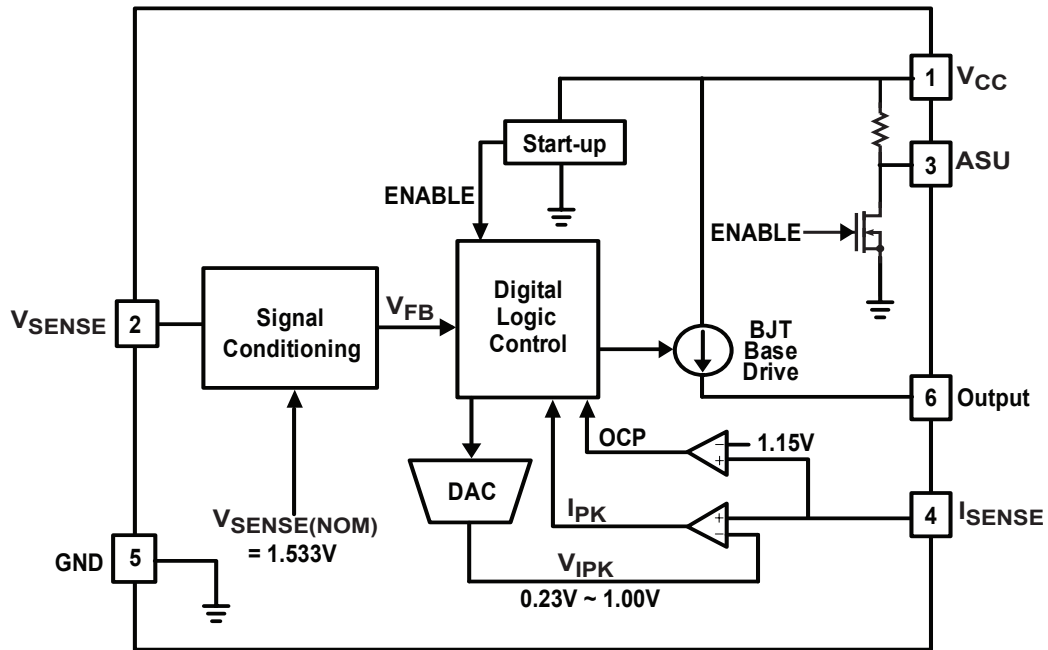 1
VCC
Start-up
3
ASU
ENABLE
ENABLE
VSENSE
2
Signal
Conditioning
VFB
Digital
Logic
Control
BJT
Base
Drive
6
Output
OCP
−
+
1.15V
DAC
IPK
+
−
4
ISENSE
VSENSE(NOM)
= 1.533V
GND
5
VIPK
0.23V ~ 1.00V